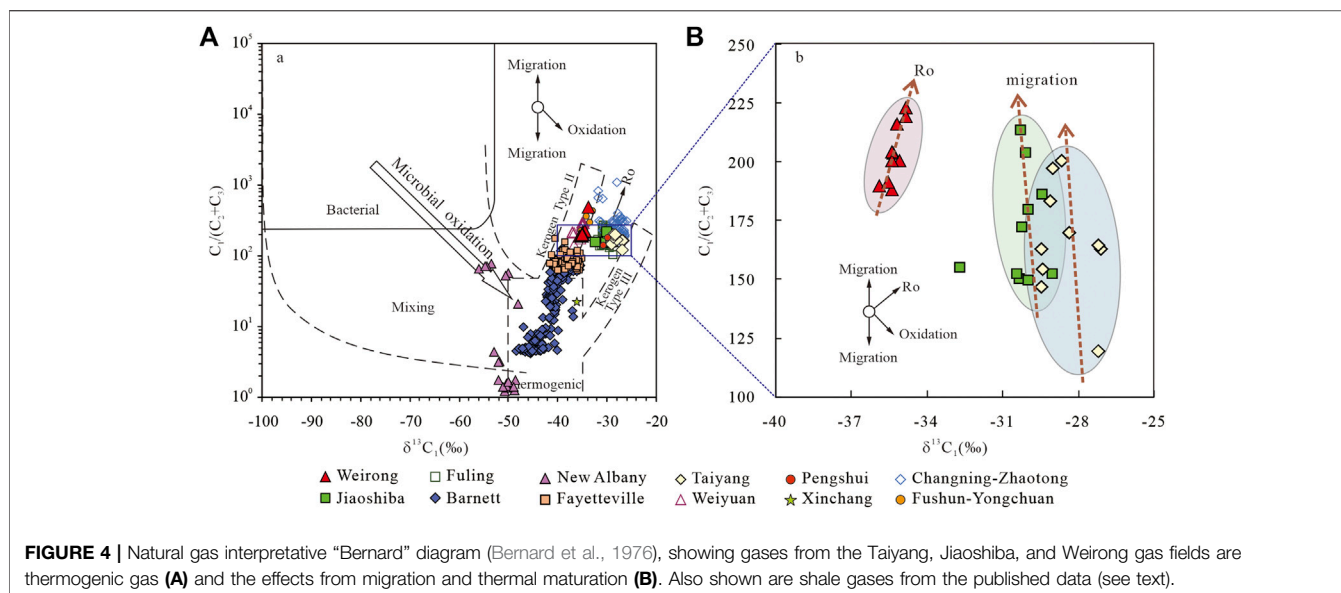 A
B
a
b
10⁵
10⁴
10³
10²
10¹
10⁰
C₁/(C₂+C₃)
-100
-90
-80
-70
-60
-50
-40
-30
-20
δ¹³C₁(‰)
Migration
Oxidation
Migration
Microbial oxidation
Bacterial
Mixing
Kerogen Type II
Kerogen Type III
Ro
hermogenic
250
225
200
175
150
125
100
C₁/(C₂+C₃)
-40
-37
-34
-31
-28
-25
δ¹³C₁(‰)
Ro
migration
Migration
Ro
Oxidation
Migration
Weirong Fuling New Albany Taiyang Pengshui Changning-Zhaotong
Jiaoshiba Barnett Fayetteville Weiyuan Xinchang Fushun-Yongchuan
FIGURE 4 | Natural gas interpretative “Bernard” diagram (Bernard et al., 1976), showing gases from the Taiyang, Jiaoshiba, and Weirong gas fields are
thermogenic gas (A) and the effects from migration and thermal maturation (B). Also shown are shale gases from the published data (see text).